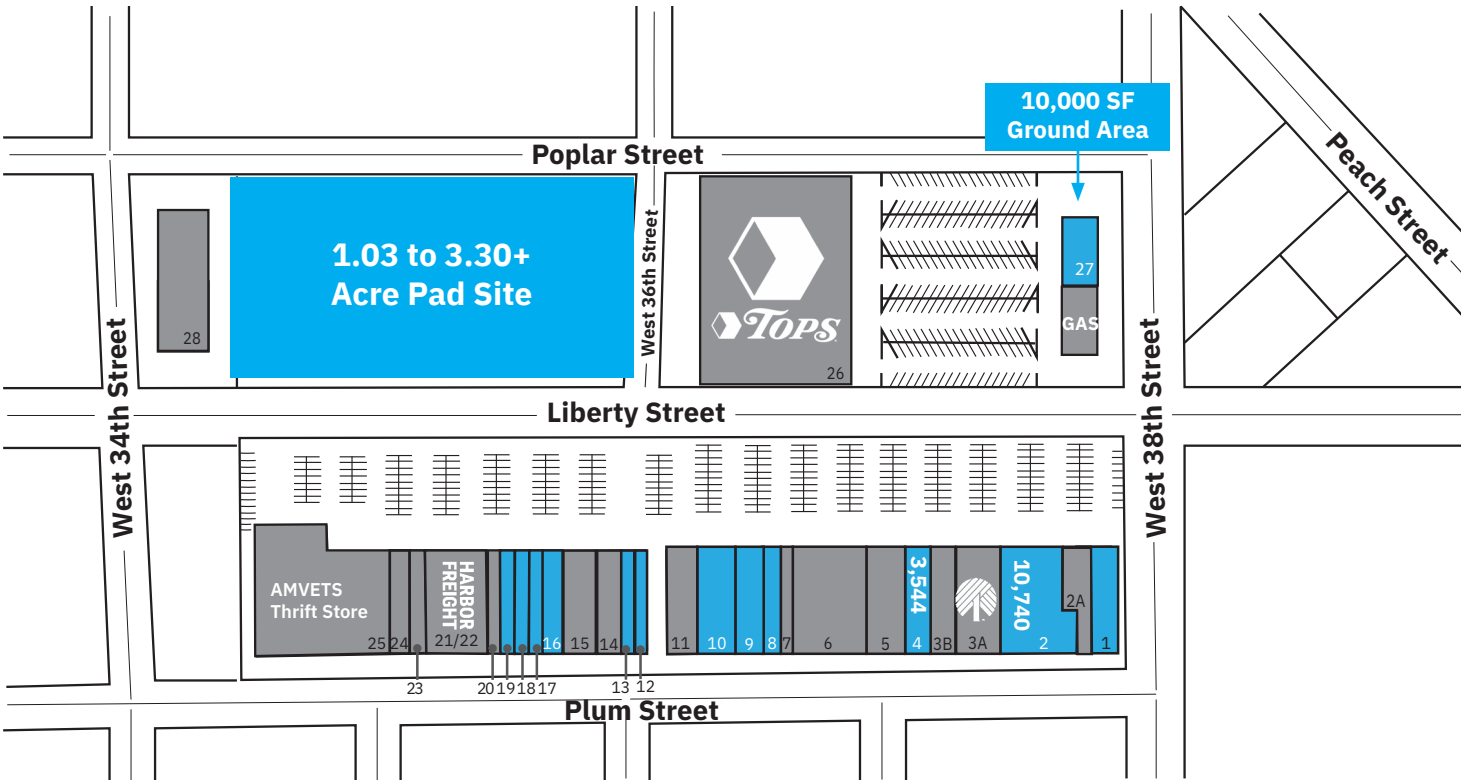 10,000 SF
Ground Area
Poplar Street
Peach Street
1.03 to 3.30+
Acre Pad Site
West 36th Street
TOPS
27
GAS
28
26
West 34th Street
Liberty Street
West 38th Street
AMVETS
Thrift Store
HARBOR
FREIGHT
3,544
10,740
2A
25 24 21/22 16 15 14 11 10 9 8 7 6 5 4 3B 3A 2 1
23 20 19 18 17 13 12
Plum Street